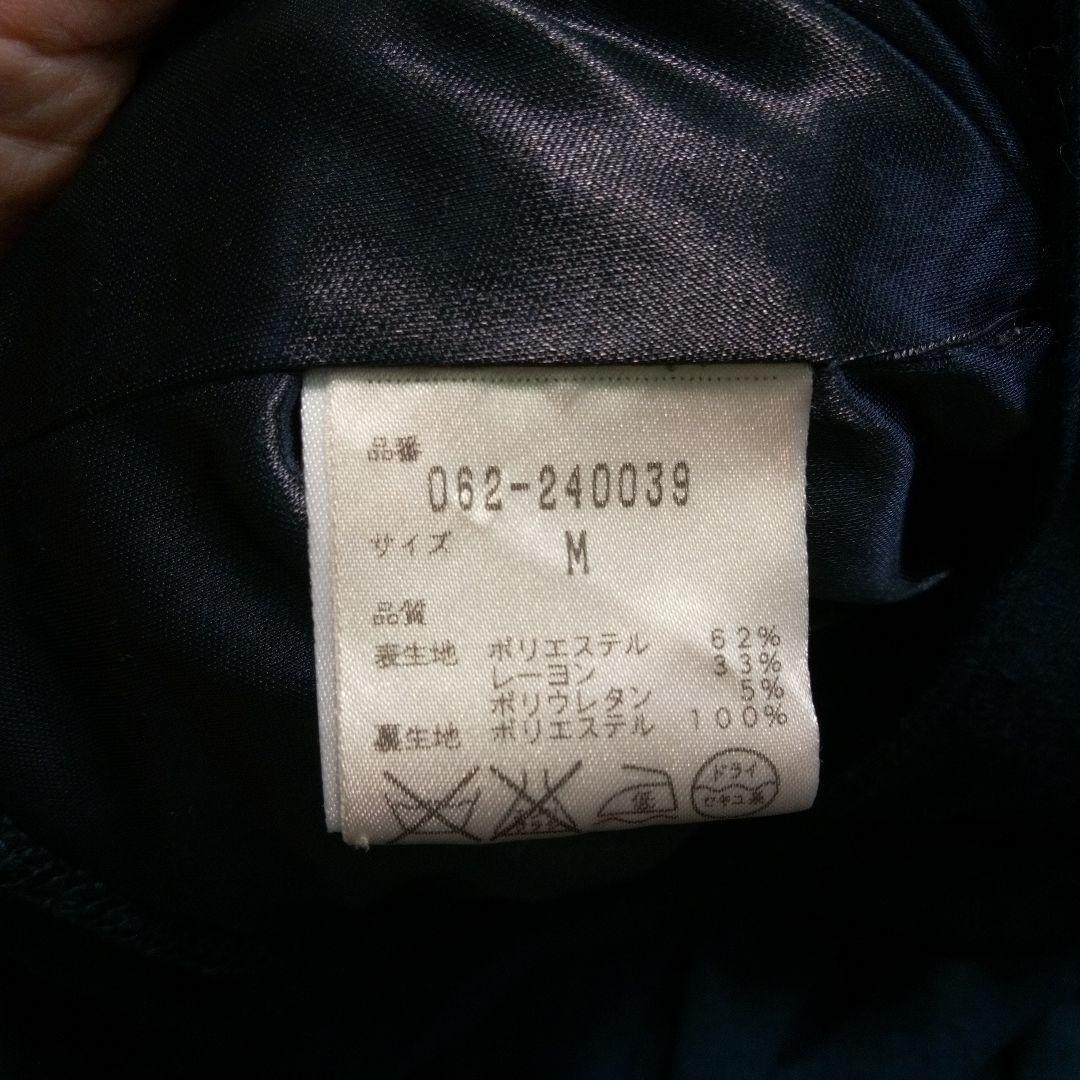 品番
062-240039
サイズ M
品質
表生地 ポリエステル 62%
レーヨン 33%
ポリウレタン 5%
裏生地 ポリエステル 100%
低
ドライ
セキユ系